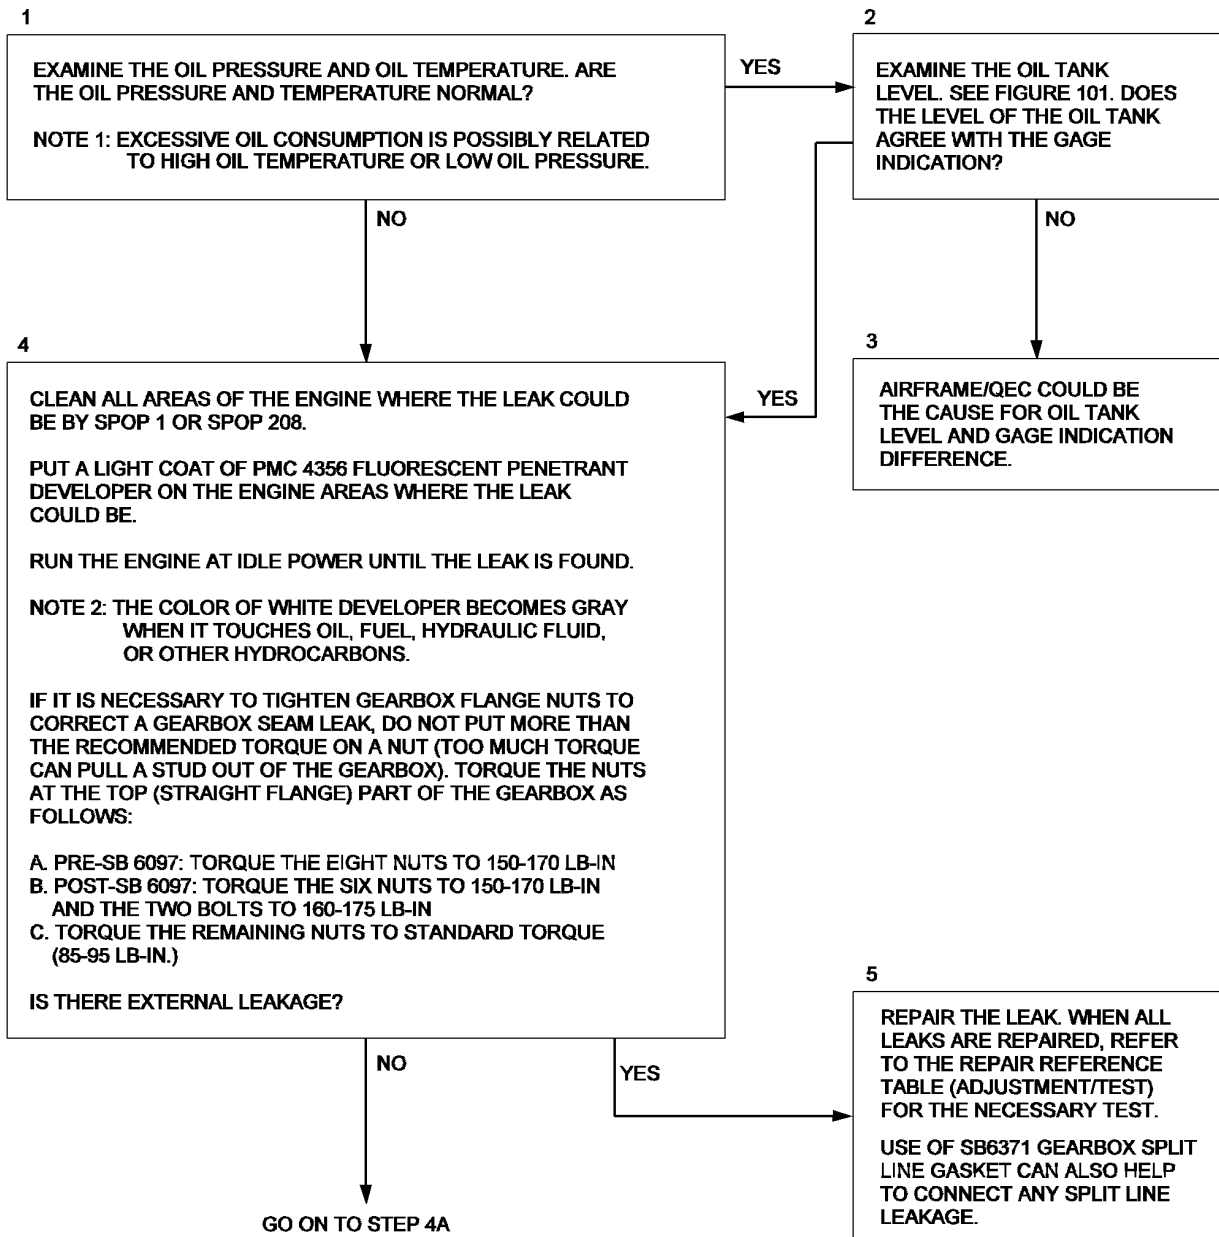 1
EXAMINE THE OIL PRESSURE AND OIL TEMPERATURE. ARE
THE OIL PRESSURE AND TEMPERATURE NORMAL?
NOTE 1: EXCESSIVE OIL CONSUMPTION IS POSSIBLY RELATED
TO HIGH OIL TEMPERATURE OR LOW OIL PRESSURE.
YES
NO
2
EXAMINE THE OIL TANK
LEVEL. SEE FIGURE 101. DOES
THE LEVEL OF THE OIL TANK
AGREE WITH THE GAGE
INDICATION?
NO
YES
3
AIRFRAME/QEC COULD BE
THE CAUSE FOR OIL TANK
LEVEL AND GAGE INDICATION
DIFFERENCE.
4
CLEAN ALL AREAS OF THE ENGINE WHERE THE LEAK COULD
BE BY SPOP 1 OR SPOP 208.
PUT A LIGHT COAT OF PMC 4356 FLUORESCENT PENETRANT
DEVELOPER ON THE ENGINE AREAS WHERE THE LEAK
COULD BE.
RUN THE ENGINE AT IDLE POWER UNTIL THE LEAK IS FOUND.
NOTE 2: THE COLOR OF WHITE DEVELOPER BECOMES GRAY
WHEN IT TOUCHES OIL, FUEL, HYDRAULIC FLUID,
OR OTHER HYDROCARBONS.
IF IT IS NECESSARY TO TIGHTEN GEARBOX FLANGE NUTS TO
CORRECT A GEARBOX SEAM LEAK, DO NOT PUT MORE THAN
THE RECOMMENDED TORQUE ON A NUT (TOO MUCH TORQUE
CAN PULL A STUD OUT OF THE GEARBOX). TORQUE THE NUTS
AT THE TOP (STRAIGHT FLANGE) PART OF THE GEARBOX AS
FOLLOWS:
A. PRE-SB 6097: TORQUE THE EIGHT NUTS TO 150-170 LB-IN
B. POST-SB 6097: TORQUE THE SIX NUTS TO 150-170 LB-IN
AND THE TWO BOLTS TO 160-175 LB-IN
C. TORQUE THE REMAINING NUTS TO STANDARD TORQUE
(85-95 LB-IN.)
IS THERE EXTERNAL LEAKAGE?
NO
YES
5
REPAIR THE LEAK. WHEN ALL
LEAKS ARE REPAIRED, REFER
TO THE REPAIR REFERENCE
TABLE (ADJUSTMENT/TEST)
FOR THE NECESSARY TEST.
USE OF SB6371 GEARBOX SPLIT
LINE GASKET CAN ALSO HELP
TO CONNECT ANY SPLIT LINE
LEAKAGE.
GO ON TO STEP 4A